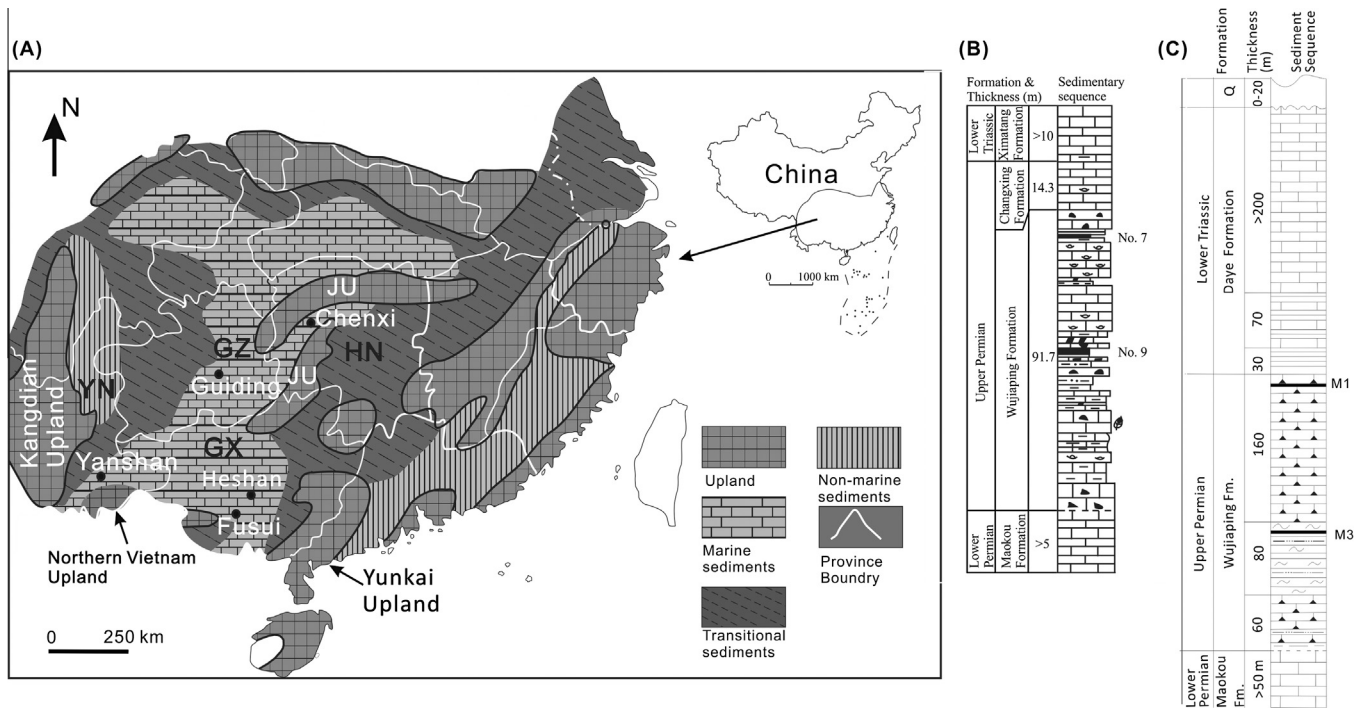 (A)
N
China
0 1000 km
JU
Chenxi
GZ
HN
Guiding
JU
YN
Kangdian
Upland
GX
Yanshan
Heshan
Fusui
Northern Vietnam
Upland
Yunkai
Upland
0 250 km
Upland
Non-marine
sediments
Marine
sediments
Province
Boundry
Transitional
sediments
(B)
Formation &
Thickness (m)
Sedimentary
sequence
Lower
Triassic
Ximatang
Formation
>10
Changxing
Formation
14.3
Upper Permian
Wujiaping Formation
91.7
No. 7
No. 9
Lower
Permian
Maokou
Formation
>5
(C)
Formation
Thickness
(m)
Sediment
Sequence
Q
0-20
Lower Triassic
Daye Formation
>200
70
30
Upper Permian
Wujiaping Fm.
160
80
60
M1
M3
Lower
Permian
Maokou
Fm.
>50 m